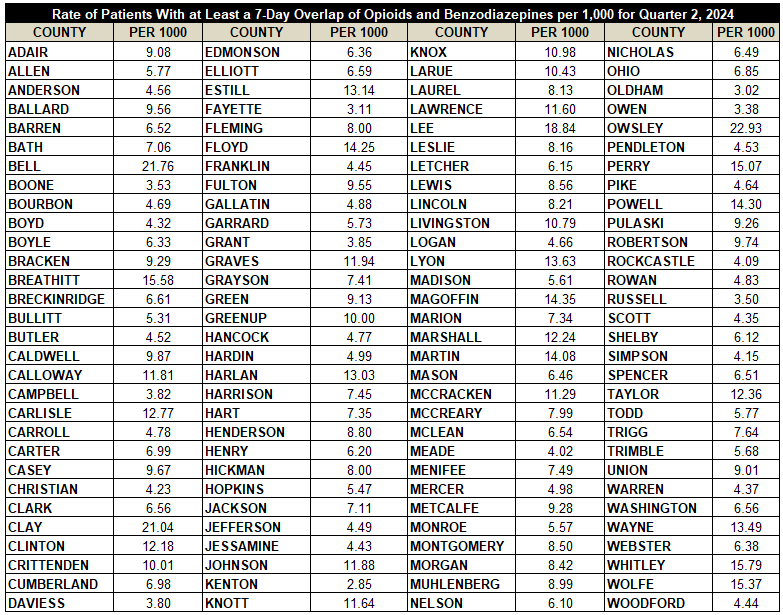 Rate of Patients With at Least a 7-Day Overlap of Opioids and Benzodiazepines per 1,000 for Quarter 2, 2024
COUNTY PER 1000 COUNTY PER 1000 COUNTY PER 1000 COUNTY PER 1000
ADAIR 9.08 EDMONSON 6.36 KNOX 10.98 NICHOLAS 6.49
ALLEN 5.77 ELLIOTT 6.59 LARUE 10.43 OHIO 6.85
ANDERSON 4.56 ESTILL 13.14 LAUREL 8.13 OLDHAM 3.02
BALLARD 9.56 FAYETTE 3.11 LAWRENCE 11.60 OWEN 3.38
BARREN 6.52 FLEMING 8.00 LEE 18.84 OWSLEY 22.93
BATH 7.06 FLOYD 14.25 LESLIE 8.16 PENDLETON 4.53
BELL 21.76 FRANKLIN 4.45 LETCHER 6.15 PERRY 15.07
BOONE 3.53 FULTON 9.55 LEWIS 8.56 PIKE 4.64
BOURBON 4.69 GALLATIN 4.88 LINCOLN 8.21 POWELL 14.30
BOYD 4.32 GARRARD 5.73 LIVINGSTON 10.79 PULASKI 9.26
BOYLE 6.33 GRANT 3.85 LOGAN 4.66 ROBERTSON 9.74
BRACKEN 9.29 GRAVES 11.94 LYON 13.63 ROCKCASTLE 4.09
BREATHITT 15.58 GRAYSON 7.41 MADISON 5.61 ROWAN 4.83
BRECKINRIDGE 6.61 GREEN 9.13 MAGOFFIN 14.35 RUSSELL 3.50
BULLITT 5.31 GREENUP 10.00 MARION 7.34 SCOTT 4.35
BUTLER 4.52 HANCOCK 4.77 MARSHALL 12.24 SHELBY 6.12
CALDWELL 9.87 HARDIN 4.99 MARTIN 14.08 SIMPSON 4.15
CALLOWAY 11.81 HARLAN 13.03 MASON 6.46 SPENCER 6.51
CAMPBELL 3.82 HARRISON 7.45 MCCRACKEN 11.29 TAYLOR 12.36
CARLISLE 12.77 HART 7.35 MCCREARY 7.99 TODD 5.77
CARROLL 4.78 HENDERSON 8.80 MCLEAN 6.54 TRIGG 7.64
CARTER 6.99 HENRY 6.20 MEADE 4.02 TRIMBLE 5.68
CASEY 9.67 HICKMAN 8.00 MENIFEE 7.49 UNION 9.01
CHRISTIAN 4.23 HOPKINS 5.47 MERCER 4.98 WARREN 4.37
CLARK 6.56 JACKSON 7.11 METCALFE 9.28 WASHINGTON 6.56
CLAY 21.04 JEFFERSON 4.49 MONROE 5.57 WAYNE 13.49
CLINTON 12.18 JESSAMINE 4.43 MONTGOMERY 8.50 WEBSTER 6.38
CRITTENDEN 10.01 JOHNSON 11.88 MORGAN 8.42 WHITLEY 15.79
CUMBERLAND 6.98 KENTON 2.85 MUHLENBERG 8.99 WOLFE 15.37
DAVIESS 3.80 KNOTT 11.64 NELSON 6.10 WOODFORD 4.44